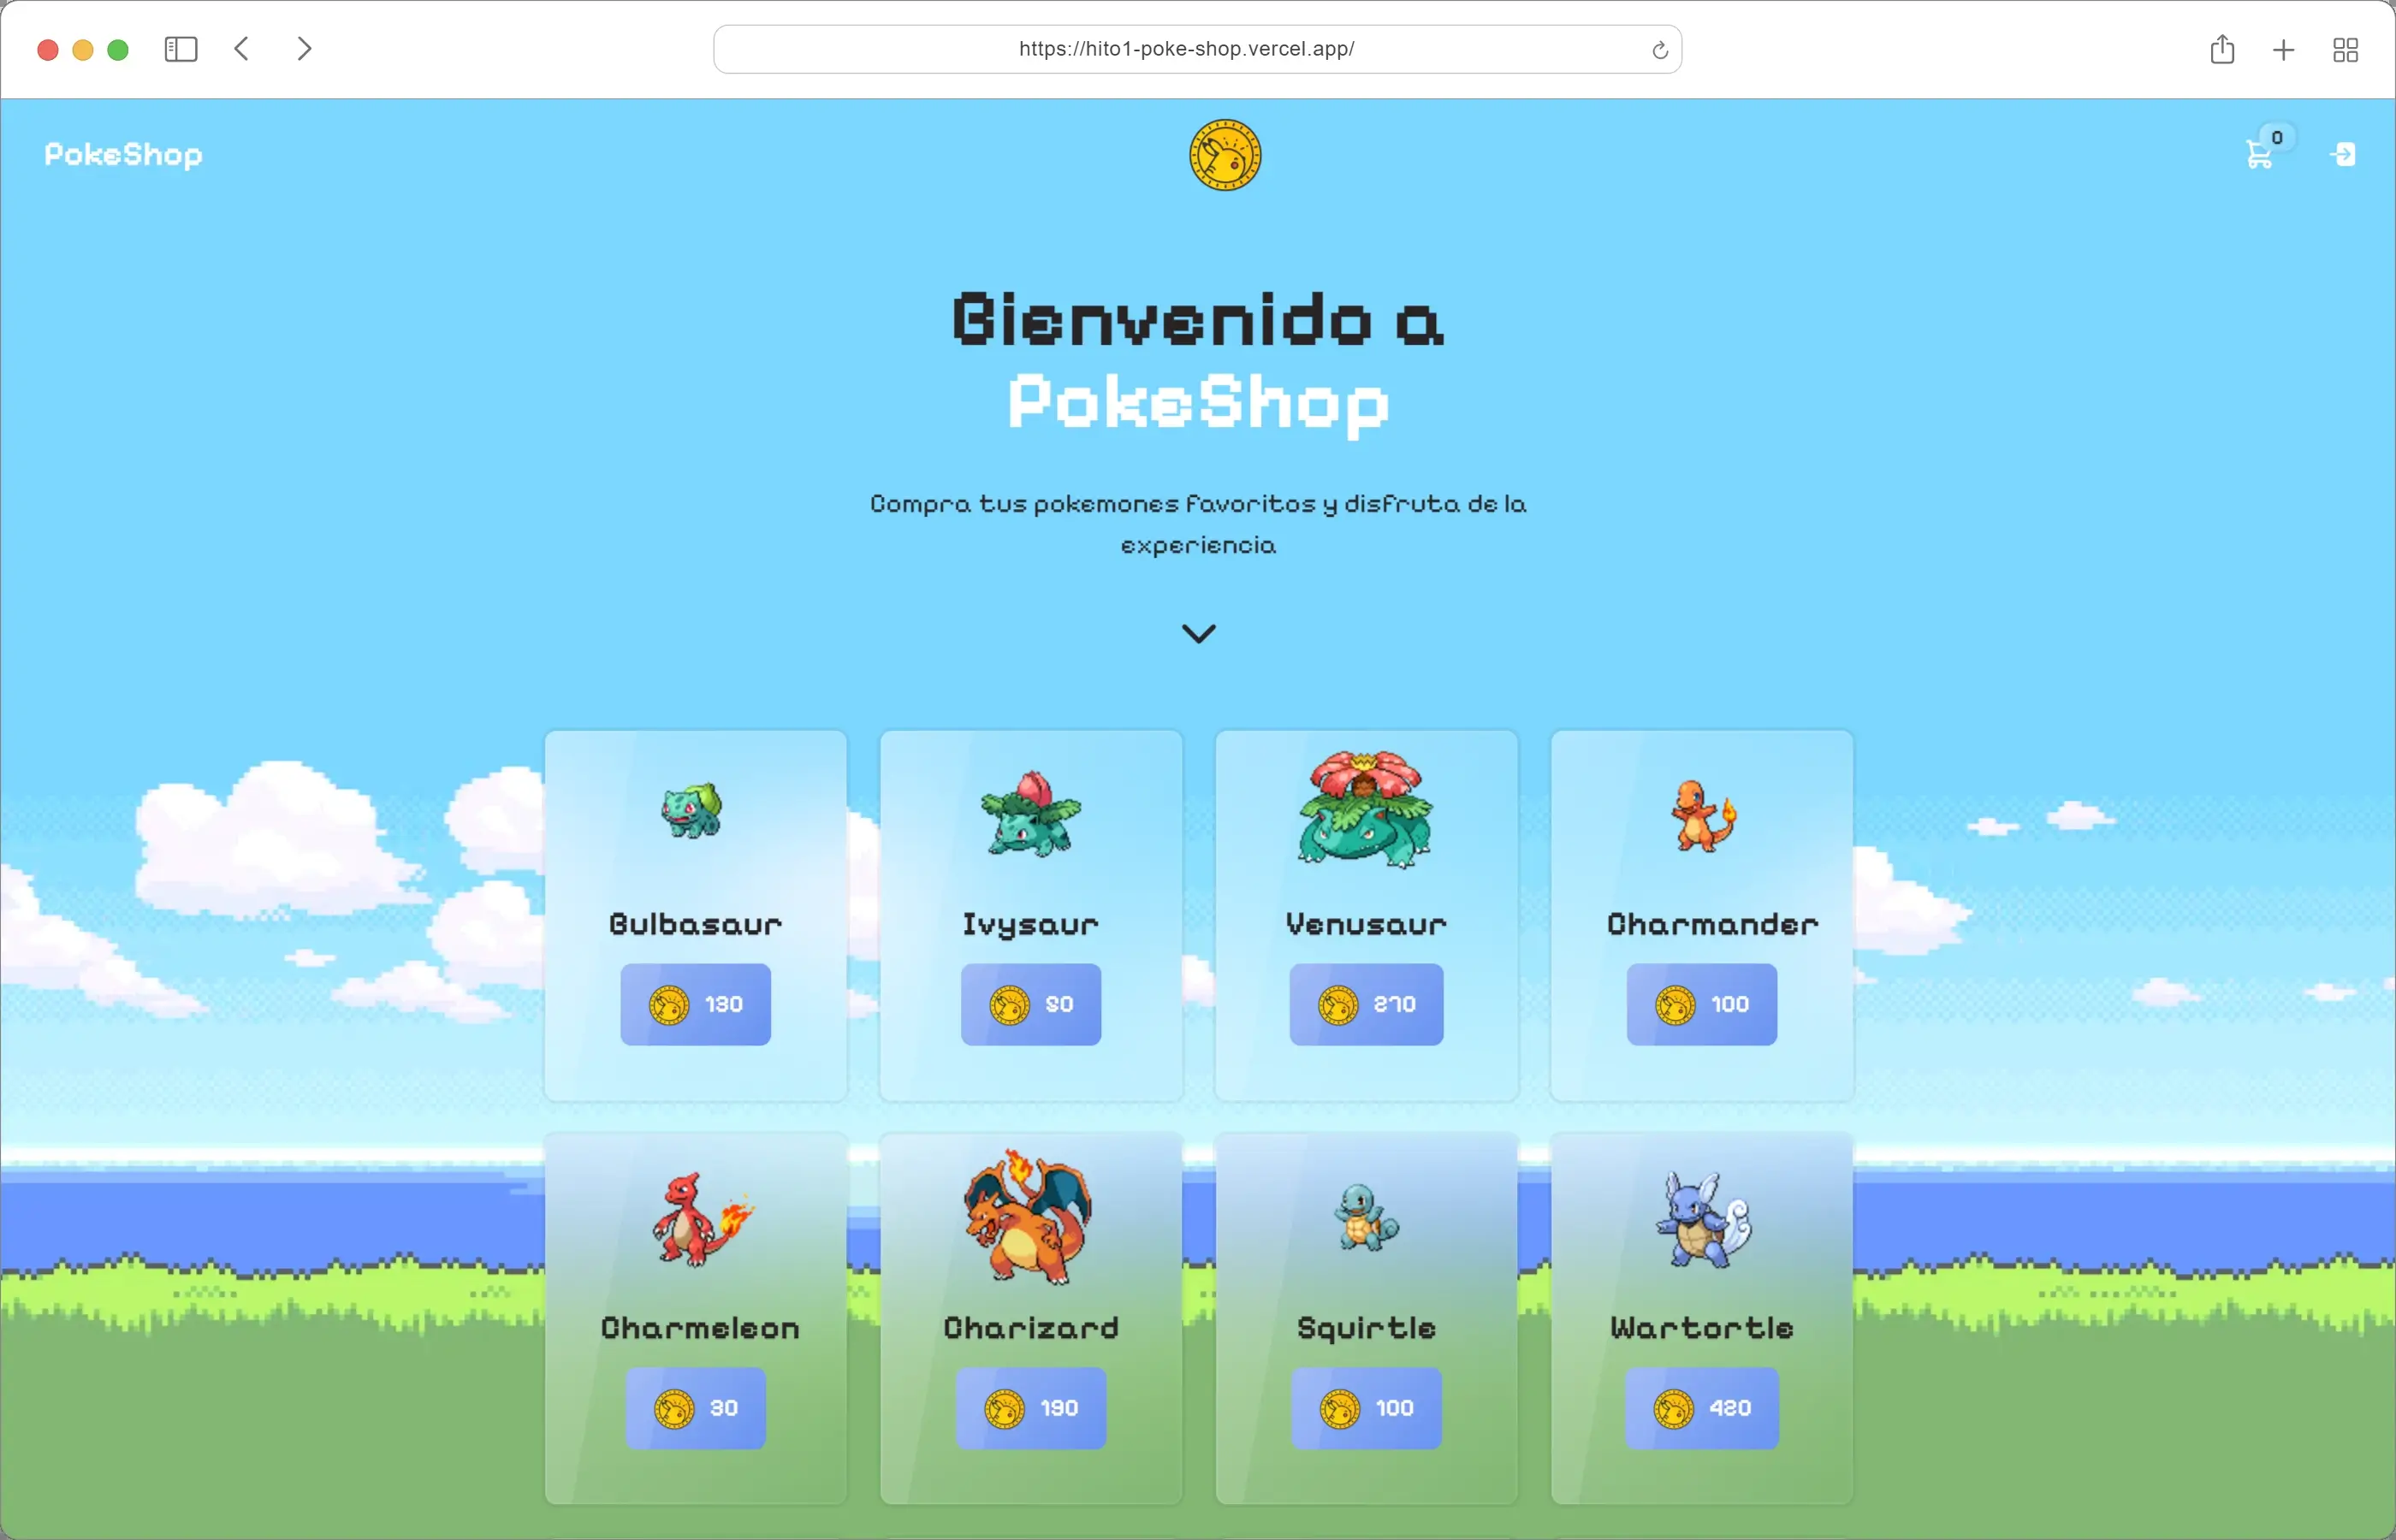 https://hito1-poke-shop.vercel.app/
PokeShop
0
Bienvenido a
PokeShop
Compra tus pokemones favoritos y disfruta de la
experiencia
Bulbasaur
Ivysaur
Venusaur
Charmander
130
80
270
100
Charmeleon
Charizard
Squirtle
Wartortle
30
190
100
420